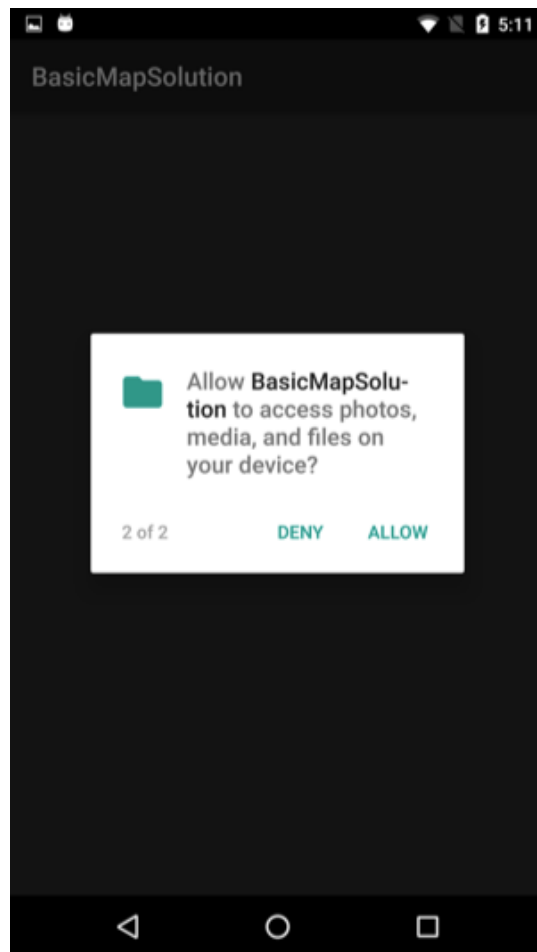 5:11
BasicMapSolution
Allow BasicMapSolu-
tion to access photos,
media, and files on
your device?
2 of 2 DENY ALLOW